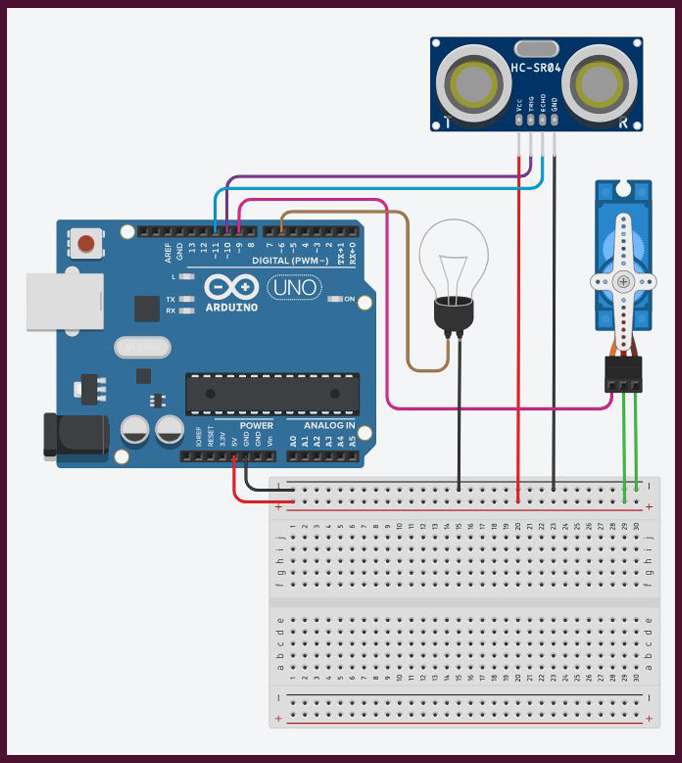 HC-SR04
VCC
TRIG
ECHO
GND
T
R
AREF
GND
13
12
~11
~10
~9
8
7
~6
~5
4
~3
2
TX→1
RX←0
DIGITAL (PWM~)
L
TX
RX
ARDUINO
UNO
ON
POWER
ANALOG IN
IOREF
RESET
3.3V
5V
GND
GND
Vin
A0
A1
A2
A3
A4
A5
− −
+ +
1 2 3 4 5 6 7 8 9 10 11 12 13 14 15 16 17 18 19 20 21 22 23 24 25 26 27 28 29 30
j j
i i
h h
g g
f f
e e
d d
c c
b b
a a
1 2 3 4 5 6 7 8 9 10 11 12 13 14 15 16 17 18 19 20 21 22 23 24 25 26 27 28 29 30
− −
+ +